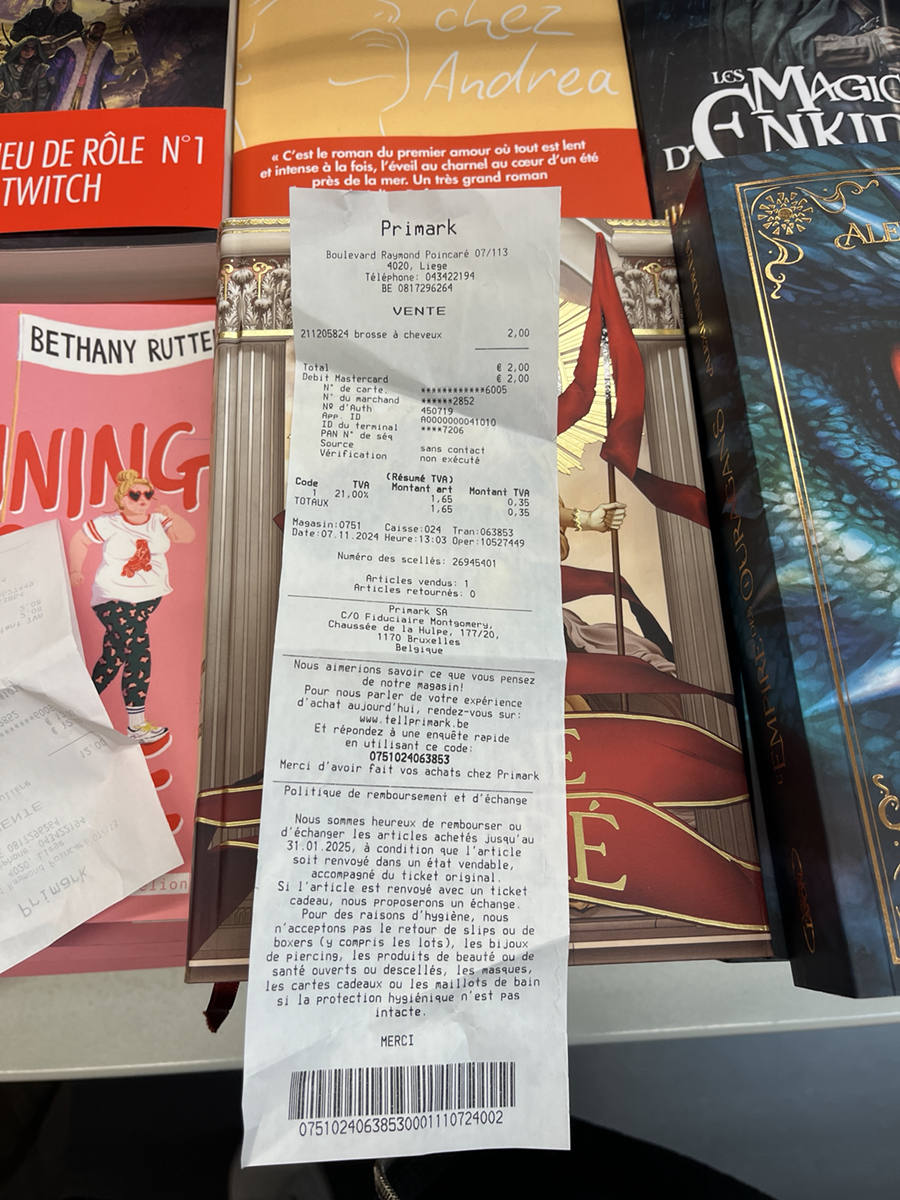 JEU DE RÔLE N°1
TWITCH
chez
Andrea
« C'est le roman du premier amour où tout est lent
et intense à la fois, l'éveil au charnel au cœur d'un été
près de la mer. Un très grand roman
LES MAGIC
D'ENKID
BETHANY RUTTE
NING
ALE
Primark
Boulevard Raymond Poincaré 07/113
4020, Liege
Téléphone: 043422194
BE 0817296264
VENTE
211205824 brosse à cheveux 2,00
Total € 2,00
Debit Mastercard € 2,00
N° de carte. ************6005
N° du marchand ******2852
Nº d'Auth 450719
App. ID A0000000041010
ID du terminal ****7206
PAN N° de séq
Source sans contact
Vérification non exécuté
(Résumé TVA)
Code TVA Montant art Montant TVA
1 21,00% 1,65 0,35
TOTAUX 1,65 0,35
Magasin:0751 Caisse:024 Tran:063853
Date:07.11.2024 Heure:13:03 Oper:10527449
Numéro des scellés: 26945401
Articles vendus: 1
Articles retournés: 0
Primark SA
C/O Fiduciaire Montgomery,
Chaussée de la Hulpe, 177/20,
1170 Bruxelles
Belgique
Nous aimerions savoir ce que vous pensez
de notre magasin!
Pour nous parler de votre expérience
d'achat aujourd'hui, rendez-vous sur:
www.tellprimark.be
Et répondez à une enquête rapide
en utilisant ce code:
0751024063853
Merci d'avoir fait vos achats chez Primark
Politique de remboursement et d'échange
Nous sommes heureux de rembourser ou
d'échanger les articles achetés jusqu'au
31.01.2025, à condition que l'article
soit renvoyé dans un état vendable,
accompagné du ticket original.
Si l'article est renvoyé avec un ticket
cadeau, nous proposerons un échange.
Pour des raisons d'hygiène, nous
n'acceptons pas le retour de slips ou de
boxers (y compris les lots), les bijoux
de piercing, les produits de beauté ou de
santé ouverts ou descellés, les masques,
les cartes cadeaux ou les maillots de bain
si la protection hygiénique n'est pas
intacte.
MERCI
075102406385300011107240​02
E
É
Primark
VENTE